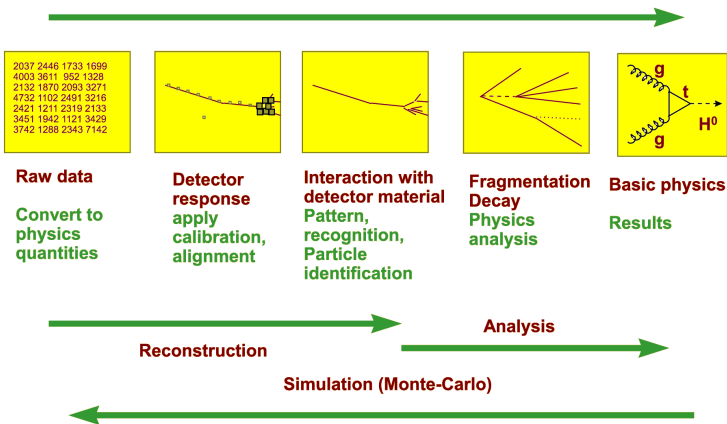 2037 2446 1733 1699
4003 3611 952 1328
2132 1870 2093 3271
4732 1102 2491 3216
2421 1211 2319 2133
3451 1942 1121 3429
3742 1288 2343 7142
g
t
H⁰
g
Raw data
Convert to
physics
quantities
Detector
response
apply
calibration,
alignment
Interaction with
detector material
Pattern,
recognition,
Particle
identification
Fragmentation
Decay
Physics
analysis
Basic physics
Results
Reconstruction
Analysis
Simulation (Monte-Carlo)